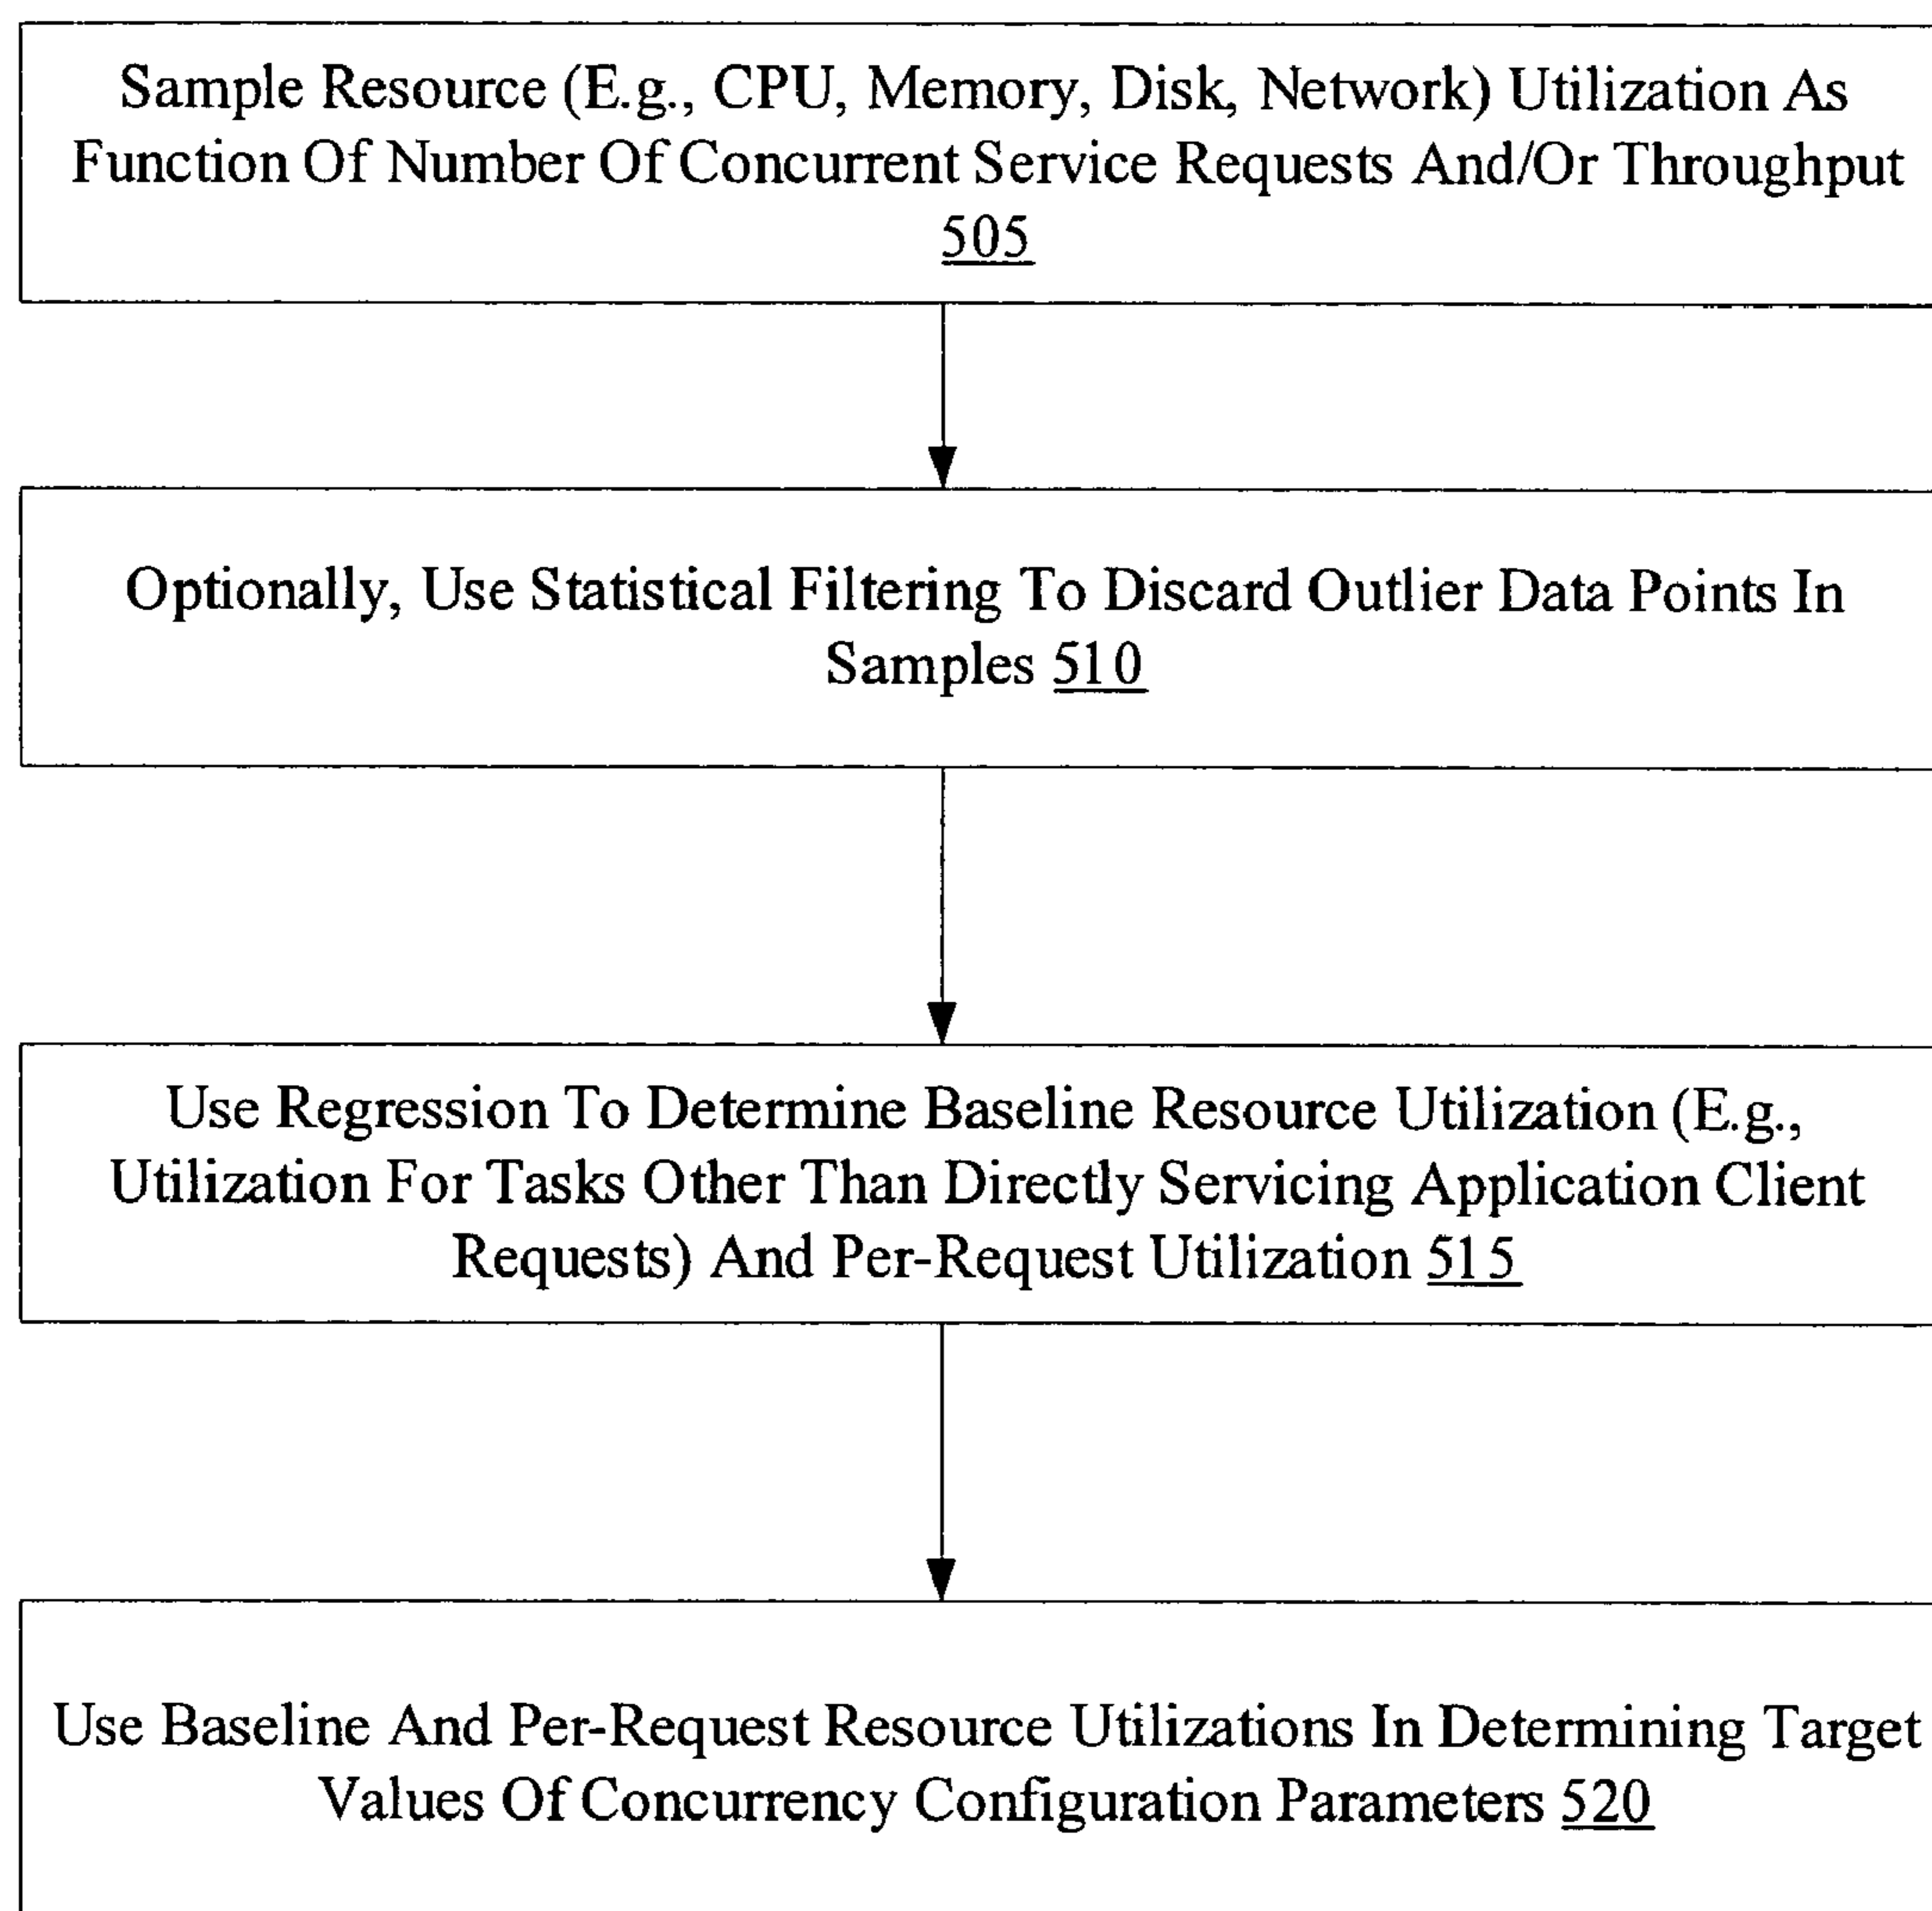 Sample Resource (E.g., CPU, Memory, Disk, Network) Utilization As
Function Of Number Of Concurrent Service Requests And/Or Throughput
505
Optionally, Use Statistical Filtering To Discard Outlier Data Points In
Samples 510
Use Regression To Determine Baseline Resource Utilization (E.g.,
Utilization For Tasks Other Than Directly Servicing Application Client
Requests) And Per-Request Utilization 515
Use Baseline And Per-Request Resource Utilizations In Determining Target
Values Of Concurrency Configuration Parameters 520